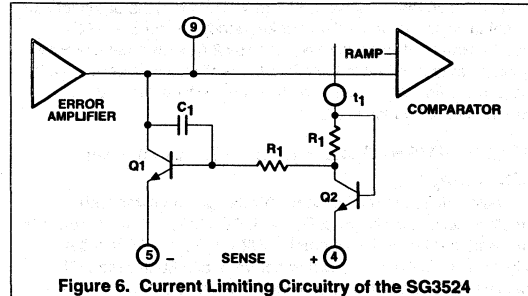 9
RAMP
ERROR
AMPLIFIER
t1
COMPARATOR
C1
R1
R1
Q1
Q2
5 − SENSE + 4
Figure 6. Current Limiting Circuitry of the SG3524